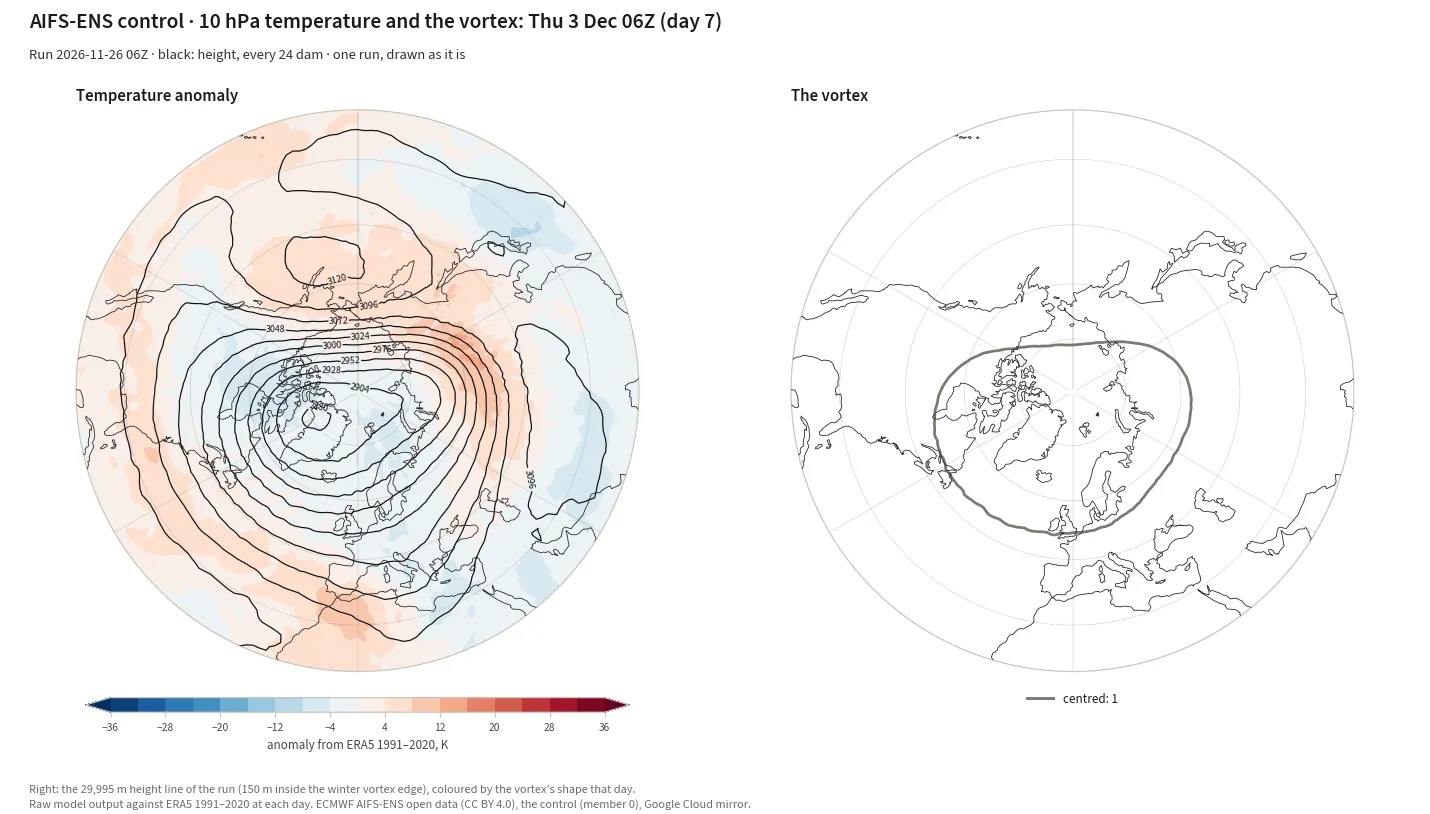 AIFS-ENS control · 10 hPa temperature and the vortex: Thu 3 Dec 06Z (day 7)
Run 2026-11-26 06Z · black: height, every 24 dam · one run, drawn as it is
Temperature anomaly
The vortex
3120
3096
3072
3048
3024
3000
2976
2952
2928
2904
3096
−36 −28 −20 −12 −4 4 12 20 28 36
anomaly from ERA5 1991–2020, K
centred: 1
Right: the 29,995 m height line of the run (150 m inside the winter vortex edge), coloured by the vortex's shape that day.
Raw model output against ERA5 1991–2020 at each day. ECMWF AIFS-ENS open data (CC BY 4.0), the control (member 0), Google Cloud mirror.